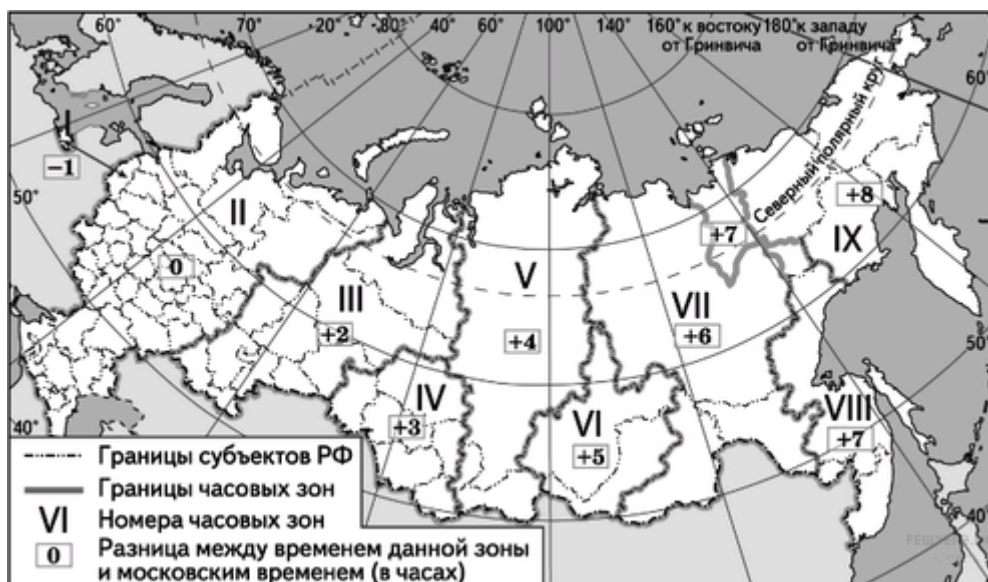 60° 70° 80° 60 40 80° 100° 140 160° к востоку 180° к западу
от Гринвича от Гринвича
60°
Северный полярный круг
I
−1
50°
II
+8
IX
+7
0
III
V
VII
+2
+4
+6
50°
IV
+3
VI
+5
VIII
+7
40°
40°
Границы субъектов РФ
Границы часовых зон
VI Номера часовых зон
0 Разница между временем данной зоны
и московским временем (в часах)